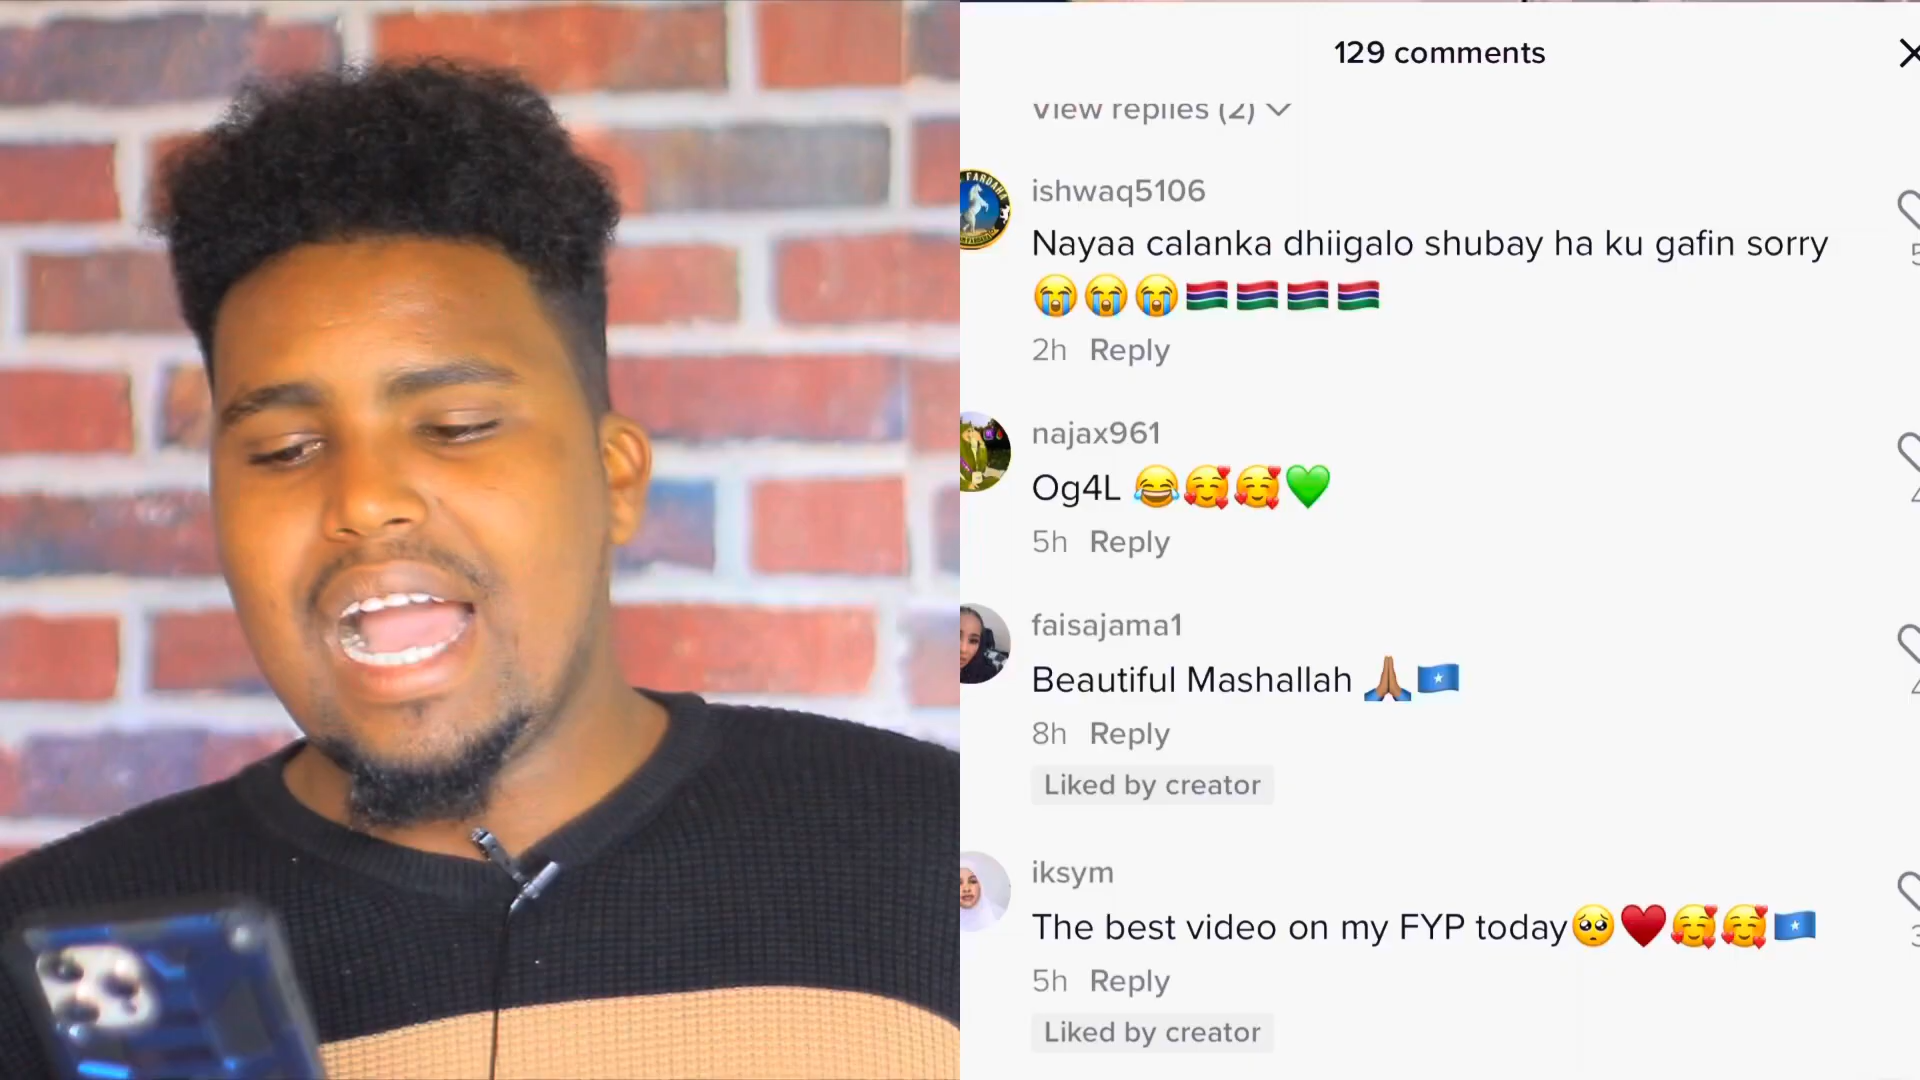 129 comments
View replies (2)
ishwaq5106
Nayaa calanka dhiigalo shubay ha ku gafin sorry
😭😭😭🇬🇲🇬🇲🇬🇲🇬🇲
2h Reply
najax961
Og4L 😂🥰🥰💚
5h Reply
faisajama1
Beautiful Mashallah 🙏🏽🇸🇴
8h Reply
Liked by creator
iksym
The best video on my FYP today🥺❤️🥰🥰🇸🇴
5h Reply
Liked by creator